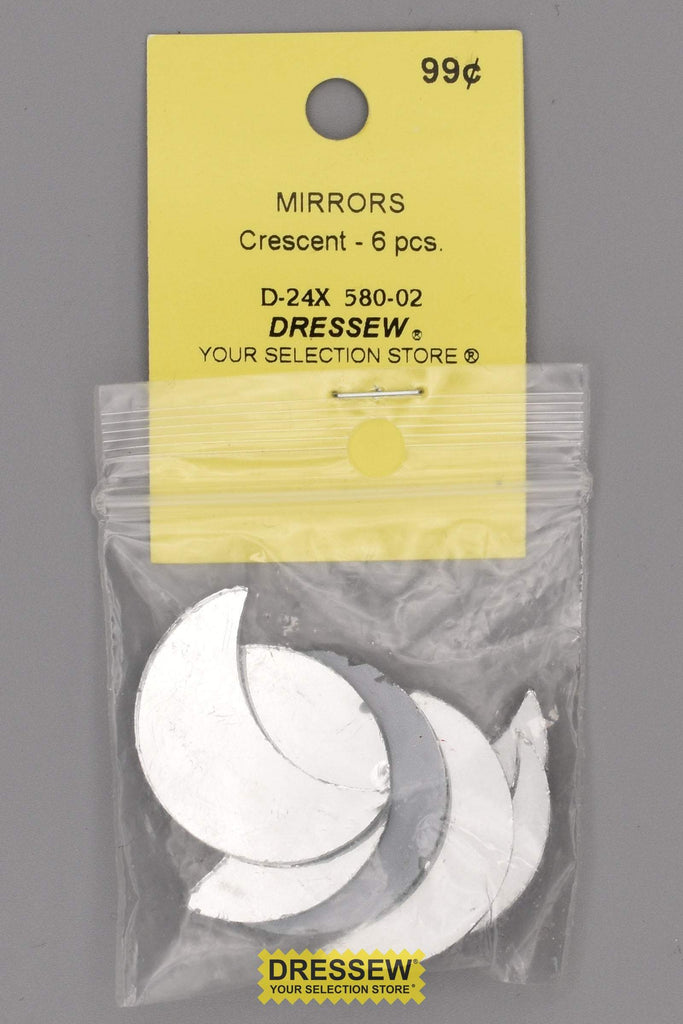 99¢
MIRRORS
Crescent - 6 pcs.
D-24X 580-02
DRESSEW®
YOUR SELECTION STORE ®
DRESSEW®
YOUR SELECTION STORE®